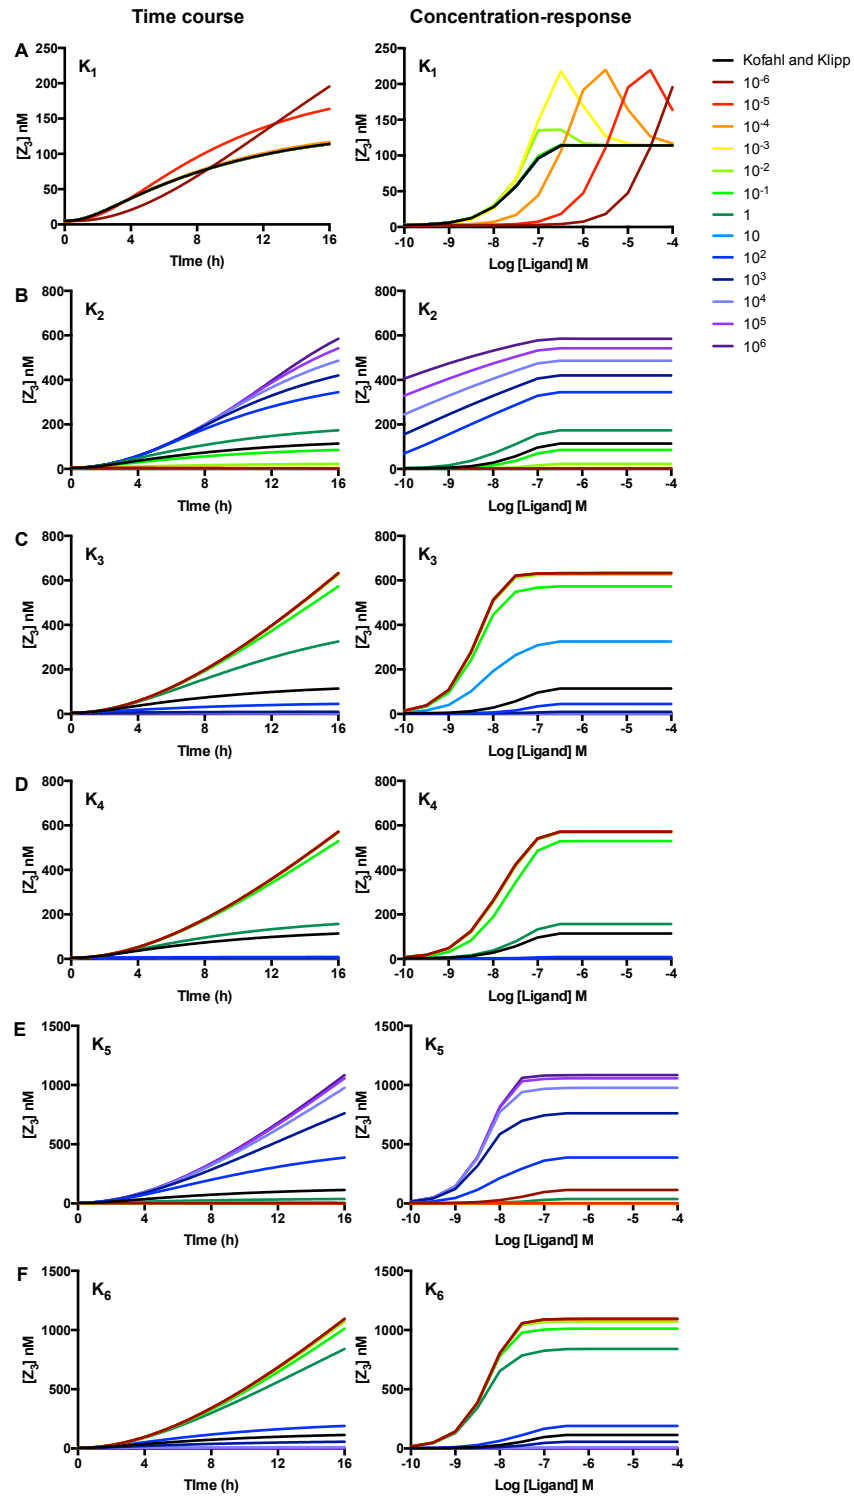 Time course
Concentration-response
A
K1
[Z3] nM
250
200
150
100
50
0
0 4 8 12 16
TIme (h)
K1
[Z3] nM
250
200
150
100
50
0
-10 -9 -8 -7 -6 -5 -4
Log [Ligand] M
Kofahl and Klipp
10-6
10-5
10-4
10-3
10-2
10-1
1
10
102
103
104
105
106
B
K2
[Z3] nM
800
600
400
200
0
0 4 8 12 16
TIme (h)
K2
[Z3] nM
800
600
400
200
0
-10 -9 -8 -7 -6 -5 -4
Log [Ligand] M
C
K3
[Z3] nM
800
600
400
200
0
0 4 8 12 16
TIme (h)
K3
[Z3] nM
800
600
400
200
0
-10 -9 -8 -7 -6 -5 -4
Log [Ligand] M
D
K4
[Z3] nM
800
600
400
200
0
0 4 8 12 16
TIme (h)
K4
[Z3] nM
800
600
400
200
0
-10 -9 -8 -7 -6 -5 -4
Log [Ligand] M
E
K5
[Z3] nM
1500
1000
500
0
0 4 8 12 16
TIme (h)
K5
[Z3] nM
1500
1000
500
0
-10 -9 -8 -7 -6 -5 -4
Log [Ligand] M
F
K6
[Z3] nM
1500
1000
500
0
0 4 8 12 16
TIme (h)
K6
[Z3] nM
1500
1000
500
0
-10 -9 -8 -7 -6 -5 -4
Log [Ligand] M